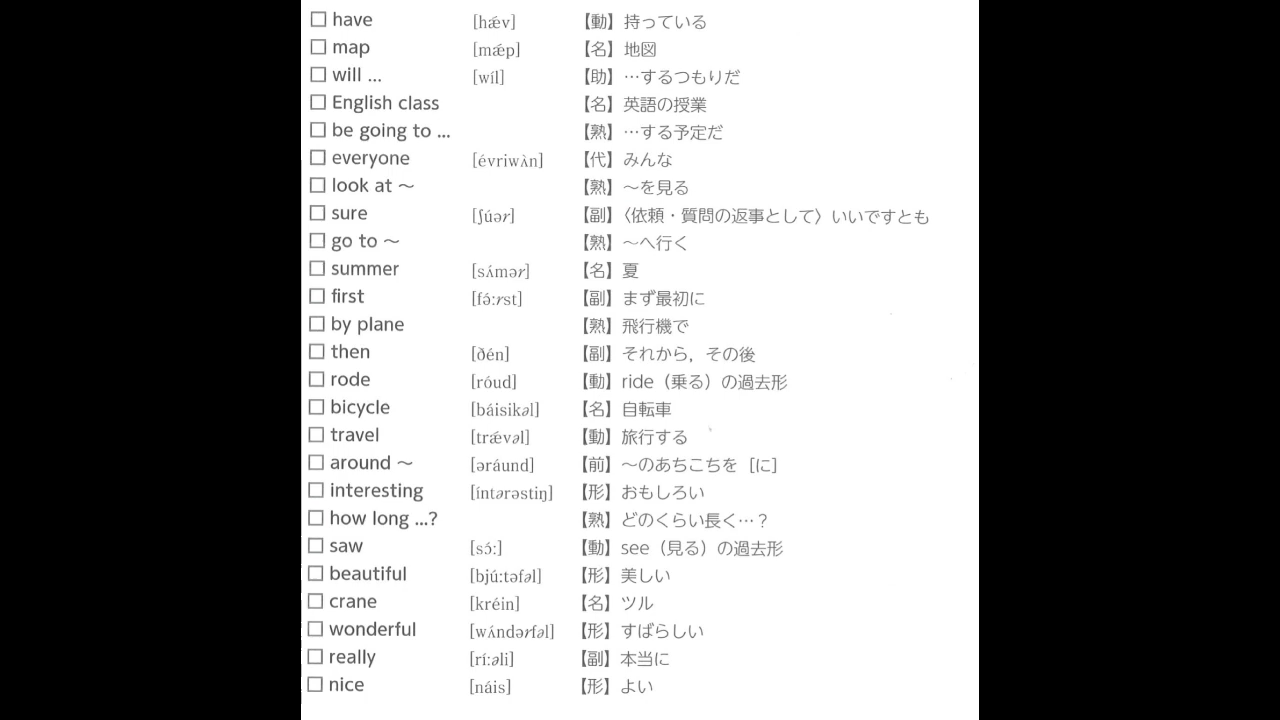 □ have [hǽv] 【動】持っている
□ map [mǽp] 【名】地図
□ will ... [wíl] 【助】…するつもりだ
□ English class 【名】英語の授業
□ be going to ... 【熟】…する予定だ
□ everyone [évriwʌ̀n] 【代】みんな
□ look at ～ 【熟】～を見る
□ sure [ʃúər] 【副】〈依頼・質問の返事として〉いいですとも
□ go to ～ 【熟】～へ行く
□ summer [sʌ́mər] 【名】夏
□ first [fə́ːrst] 【副】まず最初に
□ by plane 【熟】飛行機で
□ then [ðén] 【副】それから，その後
□ rode [róud] 【動】ride（乗る）の過去形
□ bicycle [báisikəl] 【名】自転車
□ travel [trǽvəl] 【動】旅行する
□ around ～ [əráund] 【前】～のあちこちを［に］
□ interesting [íntərəstiŋ] 【形】おもしろい
□ how long ...? 【熟】どのくらい長く…？
□ saw [sɔ́ː] 【動】see（見る）の過去形
□ beautiful [bjúːtəfəl] 【形】美しい
□ crane [kréin] 【名】ツル
□ wonderful [wʌ́ndərfəl] 【形】すばらしい
□ really [ríːəli] 【副】本当に
□ nice [náis] 【形】よい